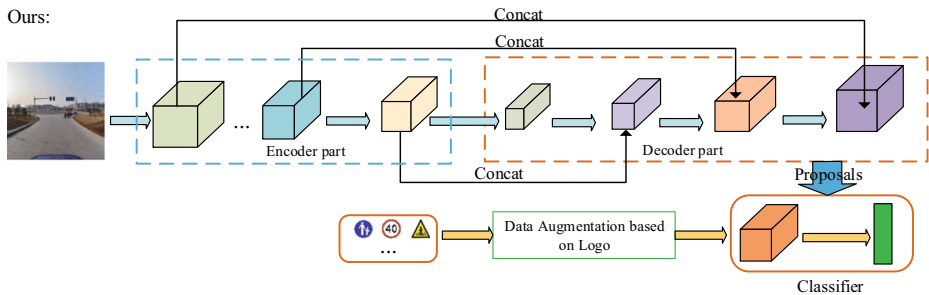 Ours:
Concat
Concat
...
Encoder part
Decoder part
Concat
Proposals
40
...
Data Augmentation based
on Logo
Classifier